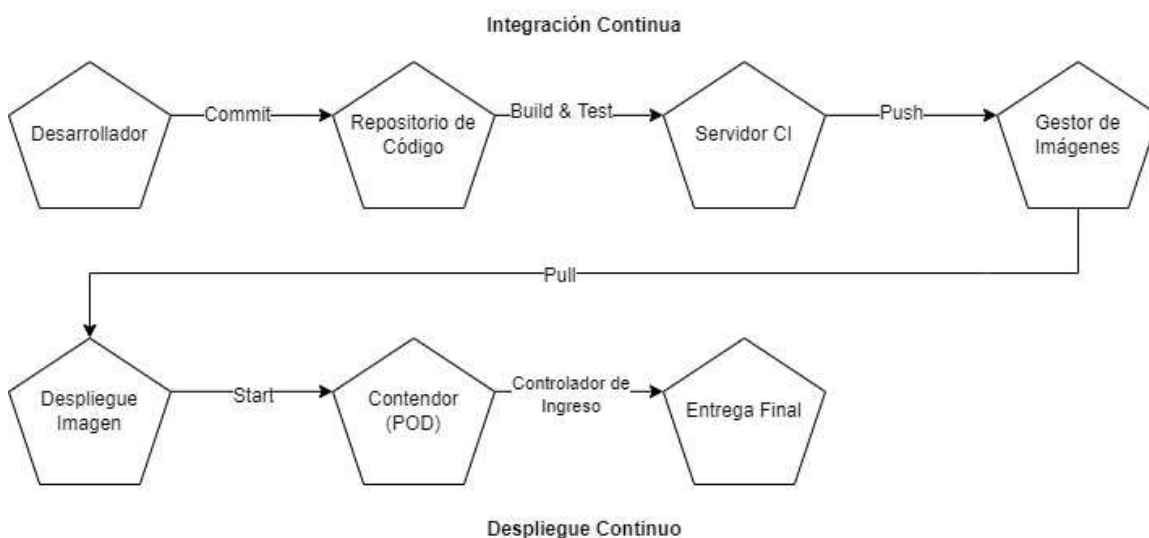 Integración Continua
Desarrollador
Commit
Repositorio de
Código
Build & Test
Servidor CI
Push
Gestor de
Imágenes
Pull
Despliegue
Imagen
Start
Contendor
(POD)
Controlador de
Ingreso
Entrega Final
Despliegue Continuo